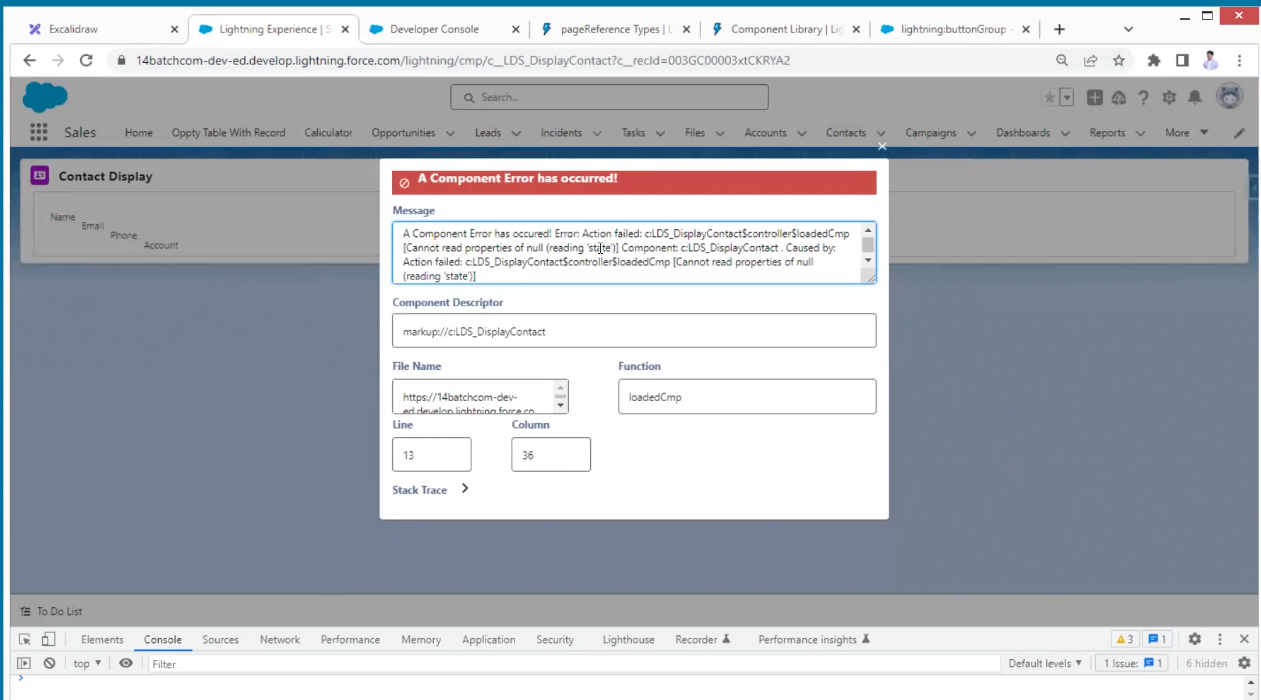 Excalidraw
Lightning Experience | S
Developer Console
pageReference Types | L
Component Library | Lig
lightning:buttonGroup -
14batchcom-dev-ed.develop.lightning.force.com/lightning/cmp/c__LDS_DisplayContact?c__recId=003GC00003xtCKRYA2
Search...
Sales Home Oppty Table With Record Calculator Opportunities Leads Incidents Tasks Files Accounts Contacts Campaigns Dashboards Reports More
Contact Display
Name
Email
Phone
Account
A Component Error has occurred!
Message
A Component Error has occured! Error: Action failed: c:LDS_DisplayContact$controller$loadedCmp
[Cannot read properties of null (reading 'state')] Component: c:LDS_DisplayContact . Caused by:
Action failed: c:LDS_DisplayContact$controller$loadedCmp [Cannot read properties of null
(reading 'state')]
Component Descriptor
markup://c:LDS_DisplayContact
File Name
Function
https://14batchcom-dev-
ed.develop.lightning.force.co
loadedCmp
Line
Column
13
36
Stack Trace
To Do List
Elements Console Sources Network Performance Memory Application Security Lighthouse Recorder Performance insights 3 1
top Filter Default levels 1 Issue: 1 6 hidden